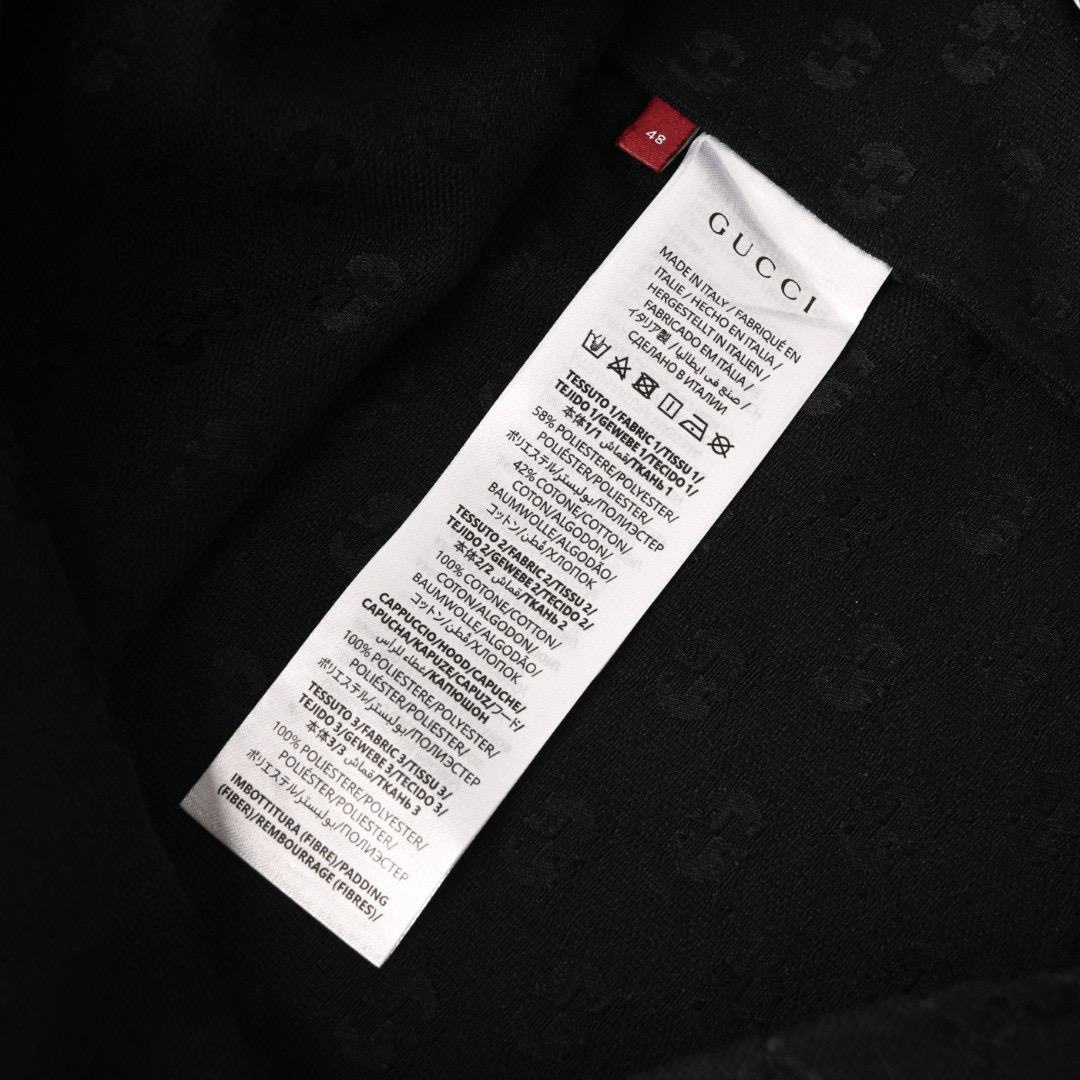 48
GUCCI
MADE IN ITALY / FABRIQUÉ EN
ITALIE / HECHO EN ITALIA /
HERGESTELLT IN ITALIEN /
FABRICADO EM ITÁLIA /
イタリア製 / صنع في ايطاليا /
СДЕЛАНО В ИТАЛИИ
TESSUTO 1/FABRIC 1/TISSU 1/
TEJIDO 1/GEWEBE 1/TECIDO 1/
本体1/قماش 1/ТКАНЬ 1
58% POLIESTERE/POLYESTER/
POLIÉSTER/POLIESTER/
ポリエステル/بوليستر/ПОЛИЭСТЕР
42% COTONE/COTTON/
COTON/ALGODON/
BAUMWOLLE/ALGODÃO/
コットン/قطن/ХЛОПОК
TESSUTO 2/FABRIC 2/TISSU 2/
TEJIDO 2/GEWEBE 2/TECIDO 2/
本体2/قماش 2/ТКАНЬ 2
100% COTONE/COTTON/
COTON/ALGODON/
BAUMWOLLE/ALGODÃO/
コットン/قطن/ХЛОПОК
CAPPUCCIO/HOOD/CAPUCHE/
CAPUCHA/KAPUZE/CAPUZ/フード/
غطاء للراس/КАПЮШОН
100% POLIESTERE/POLYESTER/
POLIÉSTER/POLIESTER/
ポリエステル/بوليستر/ПОЛИЭСТЕР
TESSUTO 3/FABRIC 3/TISSU 3/
TEJIDO 3/GEWEBE 3/TECIDO 3/
本体3/قماش 3/ТКАНЬ 3
100% POLIESTERE/POLYESTER/
POLIÉSTER/POLIESTER/
ポリエステル/بوليستر/ПОЛИЭСТЕР
IMBOTTITURA (FIBRE)/PADDING
(FIBER)/REMBOURRAGE (FIBRES)/